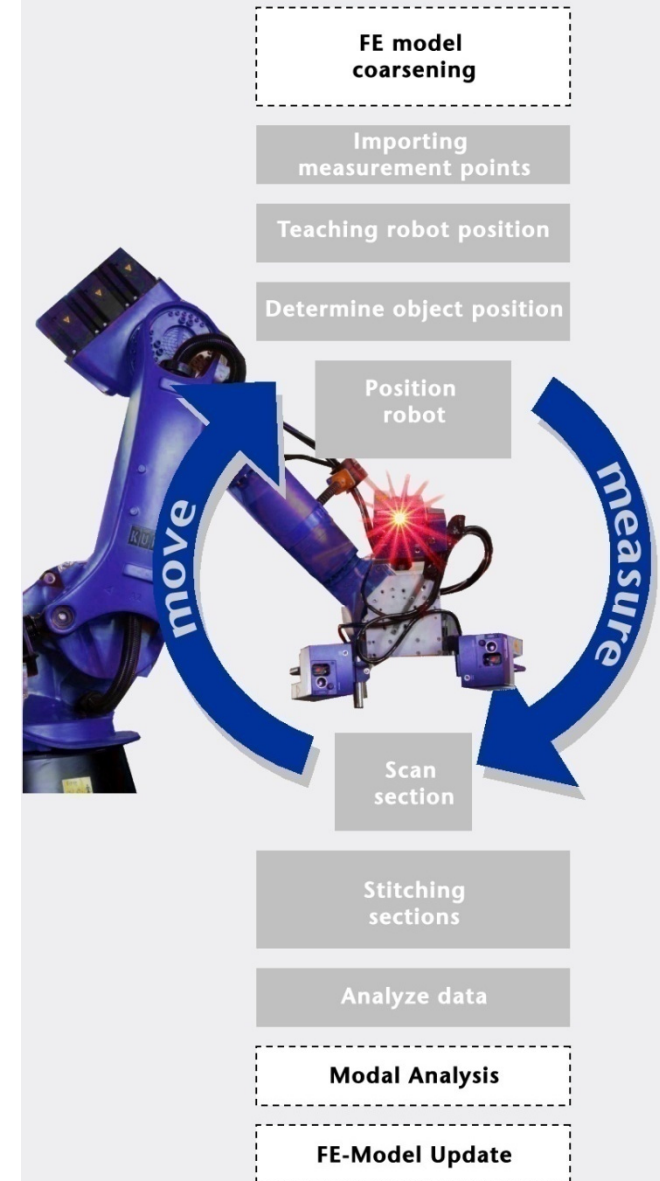 FE model
coarsening
Importing
measurement points
Teaching robot position
Determine object position
Position
robot
move
measure
Scan
section
Stitching
sections
Analyze data
Modal Analysis
FE-Model Update